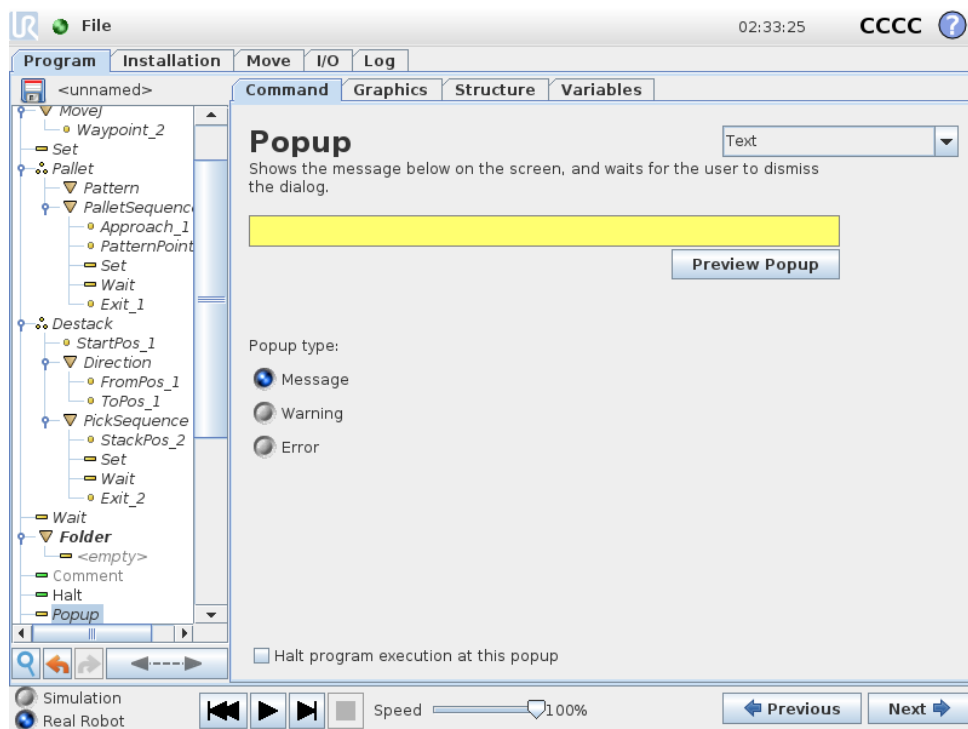 UR File 02:33:25 CCCC ?
Program Installation Move I/O Log
<unnamed> Command Graphics Structure Variables
MoveJ
Waypoint_2
Set
Pallet
Pattern
PalletSequenc
Approach_1
PatternPoint
Set
Wait
Exit_1
Destack
StartPos_1
Direction
FromPos_1
ToPos_1
PickSequence
StackPos_2
Set
Wait
Exit_2
Wait
Folder
<empty>
Comment
Halt
Popup
Popup
Text
Shows the message below on the screen, and waits for the user to dismiss
the dialog.
Preview Popup
Popup type:
Message
Warning
Error
Halt program execution at this popup
Simulation
Real Robot
Speed 100%
Previous Next